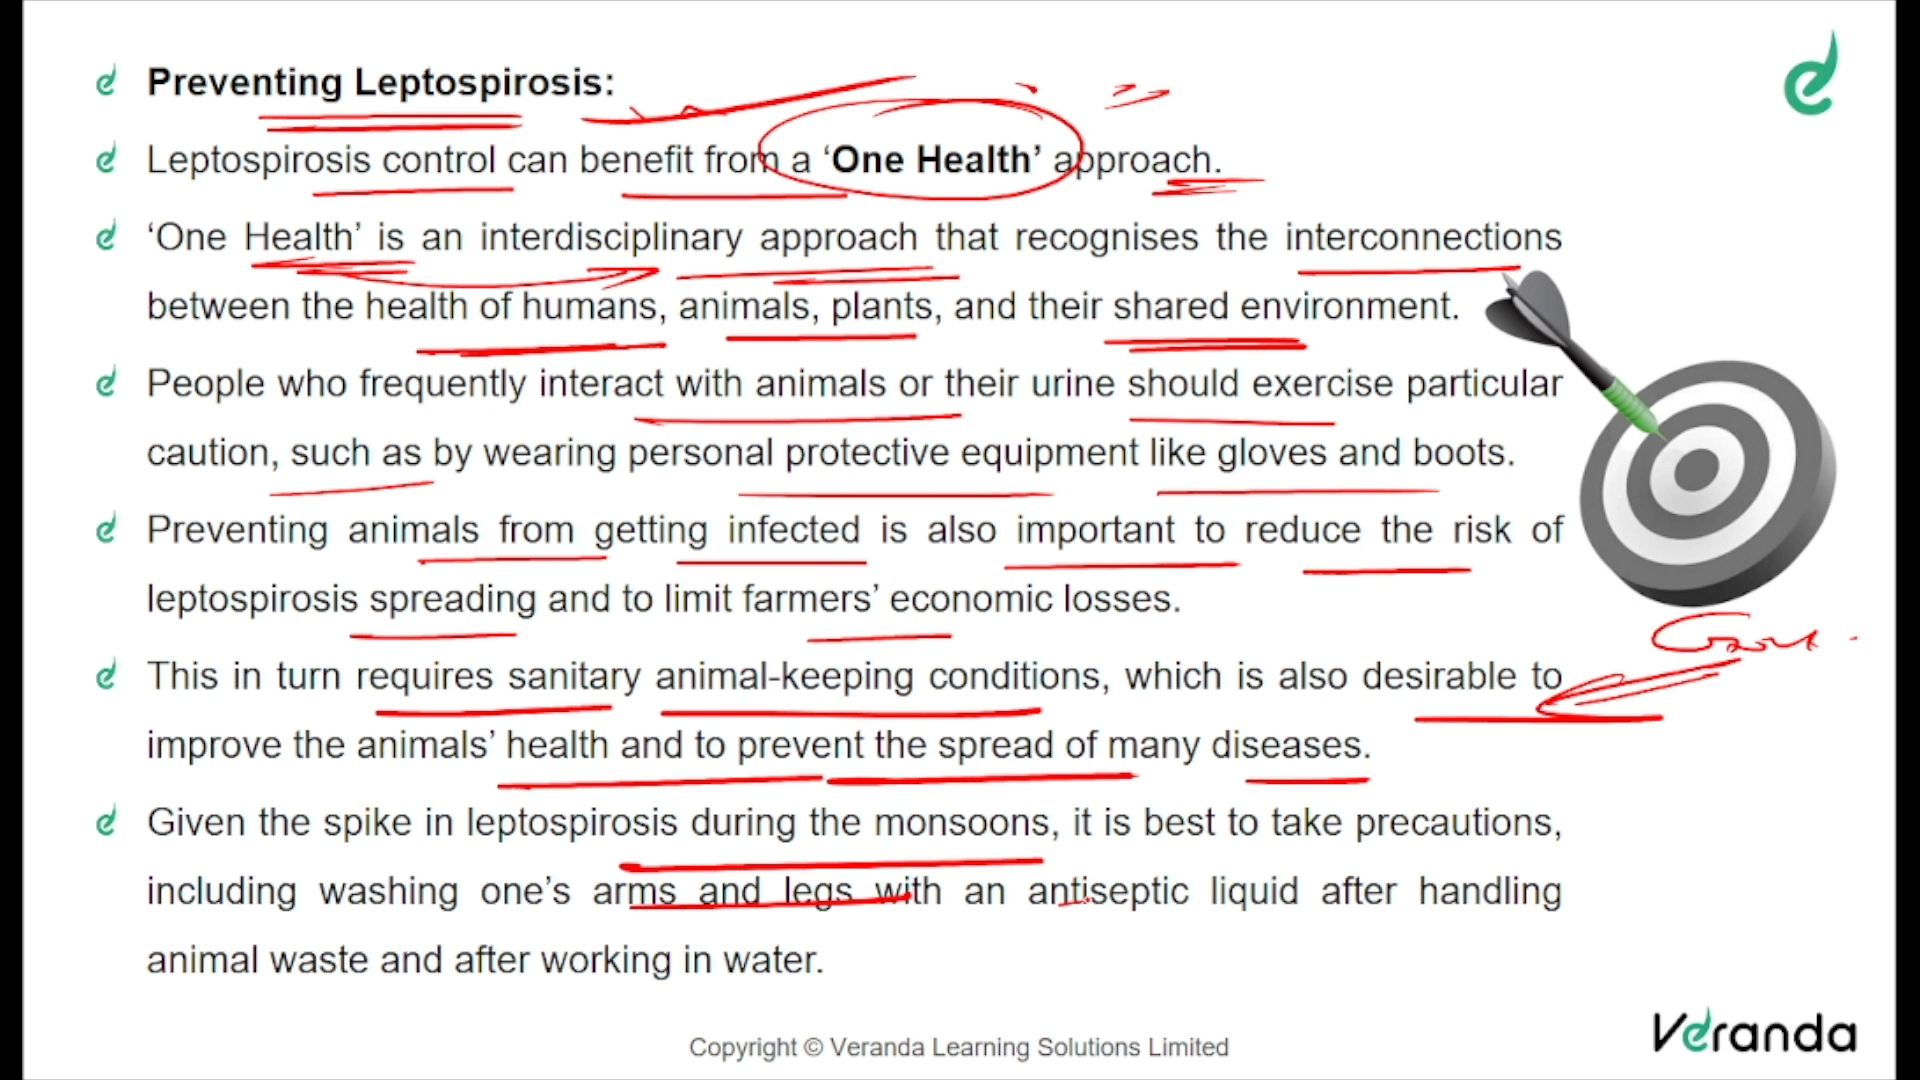 Preventing Leptospirosis:
Leptospirosis control can benefit from a ‘One Health’ approach.
‘One Health’ is an interdisciplinary approach that recognises the interconnections
between the health of humans, animals, plants, and their shared environment.
People who frequently interact with animals or their urine should exercise particular
caution, such as by wearing personal protective equipment like gloves and boots.
Preventing animals from getting infected is also important to reduce the risk of
leptospirosis spreading and to limit farmers’ economic losses.
This in turn requires sanitary animal-keeping conditions, which is also desirable to
improve the animals’ health and to prevent the spread of many diseases.
Given the spike in leptospirosis during the monsoons, it is best to take precautions,
including washing one’s arms and legs with an antiseptic liquid after handling
animal waste and after working in water.
Veranda
Copyright © Veranda Learning Solutions Limited